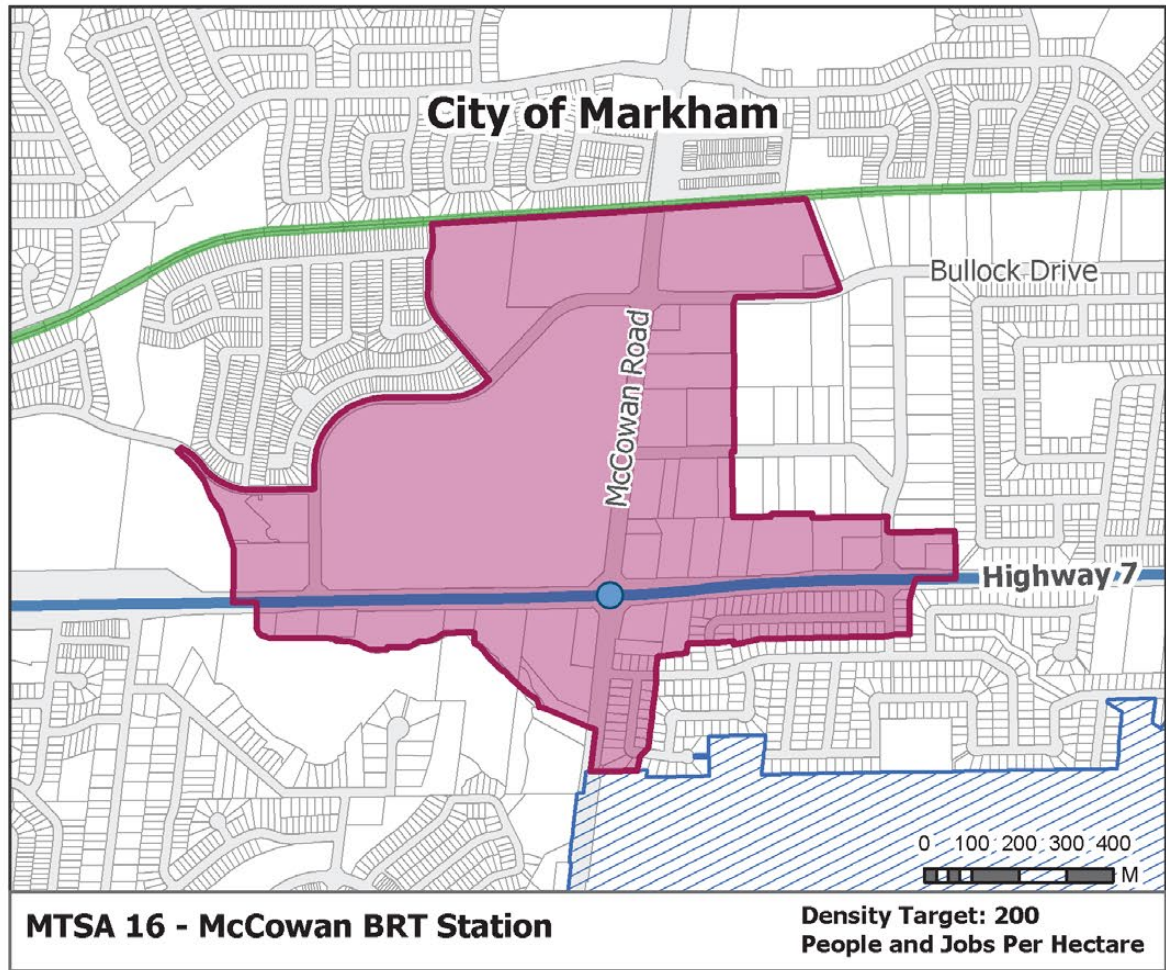 City of Markham
Bullock Drive
McCowan Road
Highway 7
0 100 200 300 400
M
MTSA 16 - McCowan BRT Station
Density Target: 200
People and Jobs Per Hectare